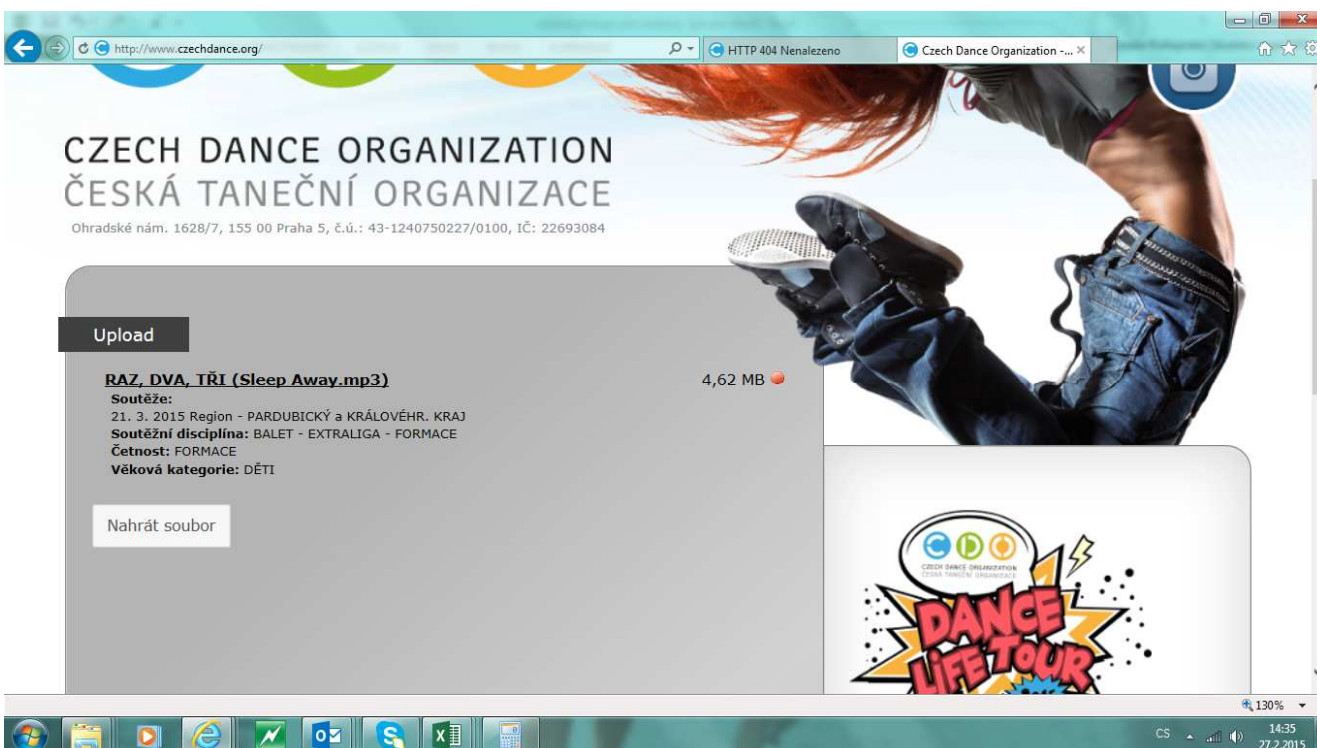 http://www.czechdance.org/
HTTP 404 Nenalezeno
Czech Dance Organization -...
CZECH DANCE ORGANIZATION
ČESKÁ TANEČNÍ ORGANIZACE
Ohradské nám. 1628/7, 155 00 Praha 5, č.ú.: 43-1240750227/0100, IČ: 22693084
Upload
RAZ, DVA, TŘI (Sleep Away.mp3) 4,62 MB
Soutěže:
21. 3. 2015 Region - PARDUBICKÝ a KRÁLOVÉHR. KRAJ
Soutěžní disciplína: BALET - EXTRALIGA - FORMACE
Četnost: FORMACE
Věková kategorie: DĚTI
Nahrát soubor
CZECH DANCE ORGANIZATION
ČESKÁ TANEČNÍ ORGANIZACE
DANCE
LIFE TOUR
130%
CS 14:35
27.2.2015